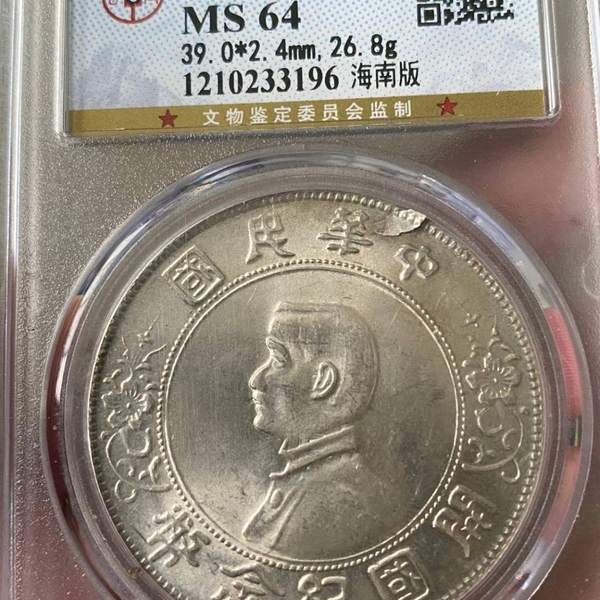 MS 64
39.0*2.4mm,26.8g
1210233196 海南版
文物鉴定委员会监制
中華民國
開國紀念幣